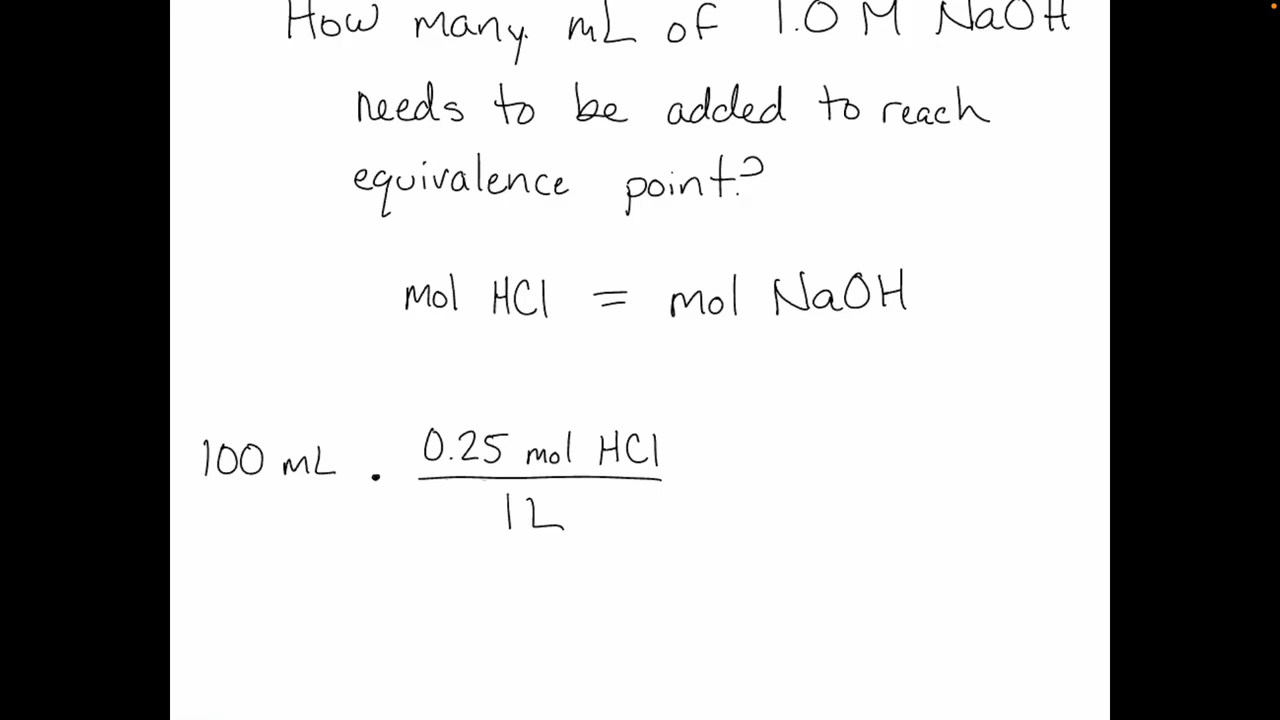 How many mL of 1.0 M NaOH
needs to be added to reach
equivalence point?
mol HCl = mol NaOH
100 mL · 0.25 mol HCl
1L